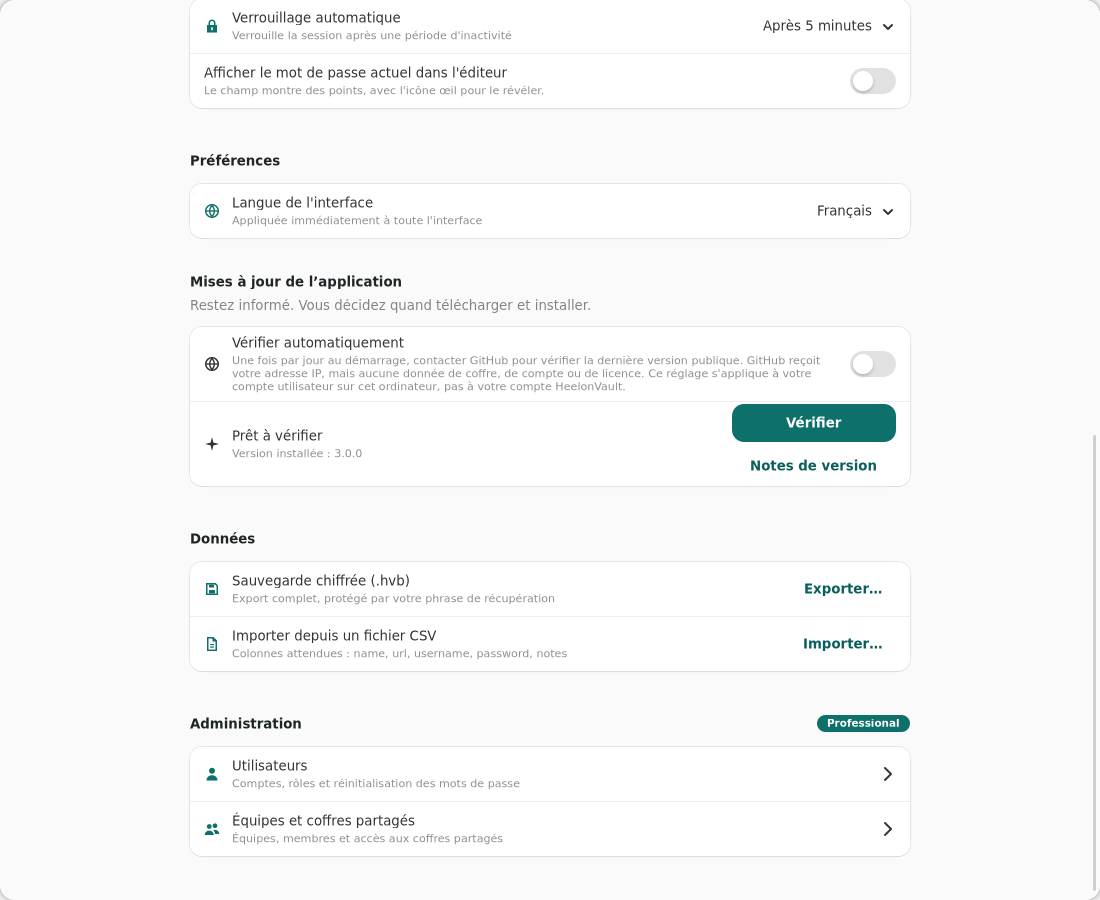 Verrouillage automatique
Verrouille la session après une période d'inactivité
Après 5 minutes
Afficher le mot de passe actuel dans l'éditeur
Le champ montre des points, avec l'icône œil pour le révéler.
Préférences
Langue de l'interface
Appliquée immédiatement à toute l'interface
Français
Mises à jour de l’application
Restez informé. Vous décidez quand télécharger et installer.
Vérifier automatiquement
Une fois par jour au démarrage, contacter GitHub pour vérifier la dernière version publique. GitHub reçoit
votre adresse IP, mais aucune donnée de coffre, de compte ou de licence. Ce réglage s'applique à votre
compte utilisateur sur cet ordinateur, pas à votre compte HeelonVault.
Prêt à vérifier
Version installée : 3.0.0
Vérifier
Notes de version
Données
Sauvegarde chiffrée (.hvb)
Export complet, protégé par votre phrase de récupération
Exporter…
Importer depuis un fichier CSV
Colonnes attendues : name, url, username, password, notes
Importer…
Administration
Professional
Utilisateurs
Comptes, rôles et réinitialisation des mots de passe
Équipes et coffres partagés
Équipes, membres et accès aux coffres partagés